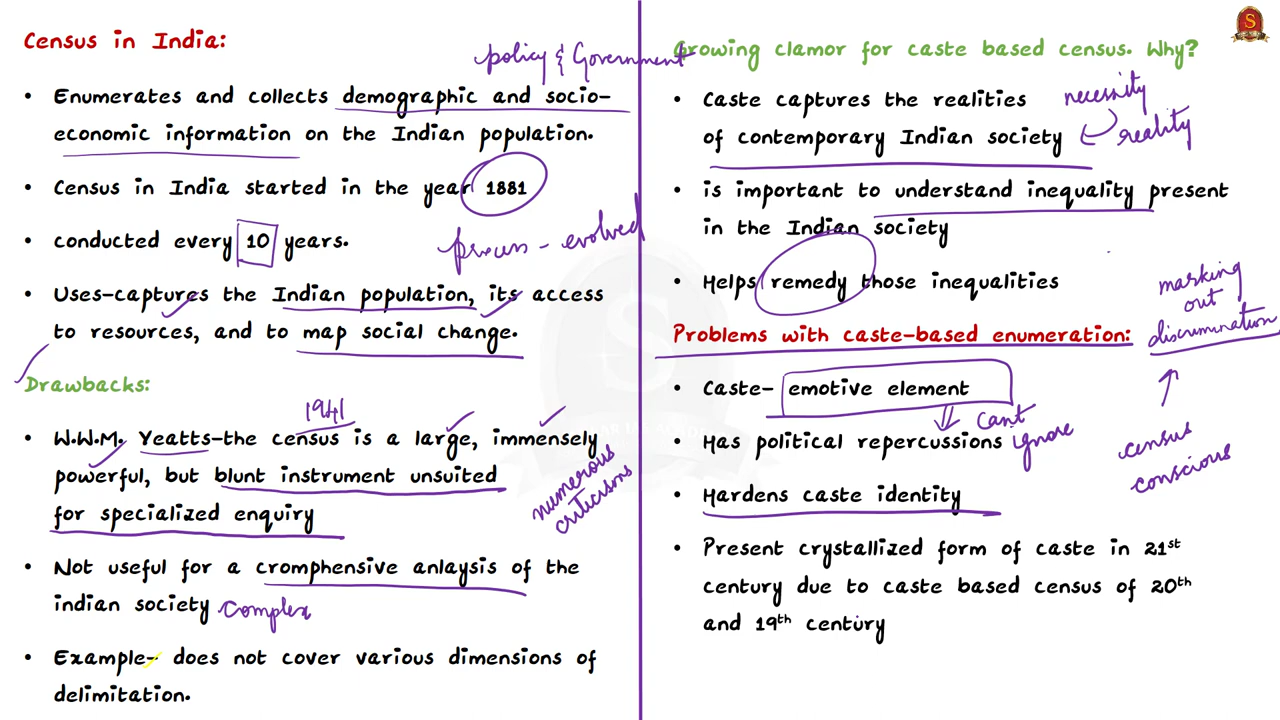 Census in India:
policy & Government
• Enumerates and collects demographic and socio-
economic information on the Indian population.
• Census in India started in the year 1881
• conducted every 10 years.
process - evolved
• Uses-captures the Indian population, its access
to resources, and to map social change.
Drawbacks:
1941
• W.W.M. Yeatts-the census is a large, immensely
powerful, but blunt instrument unsuited
for specialized enquiry
numerous
criticisms
• Not useful for a cromphensive anlaysis of the
indian society complex
• Example- does not cover various dimensions of
delimitation.
S
Growing clamor for caste based census. Why?
• Caste captures the realities
of contemporary Indian society
necessity
reality
• is important to understand inequality present
in the Indian society
• Helps remedy those inequalities
marking
out
discrimination
Problems with caste-based enumeration:
• Caste- emotive element
can't
ignore
• Has political repercussions
census
conscious
• Hardens caste identity
• Present crystallized form of caste in 21st
century due to caste based census of 20th
and 19th century